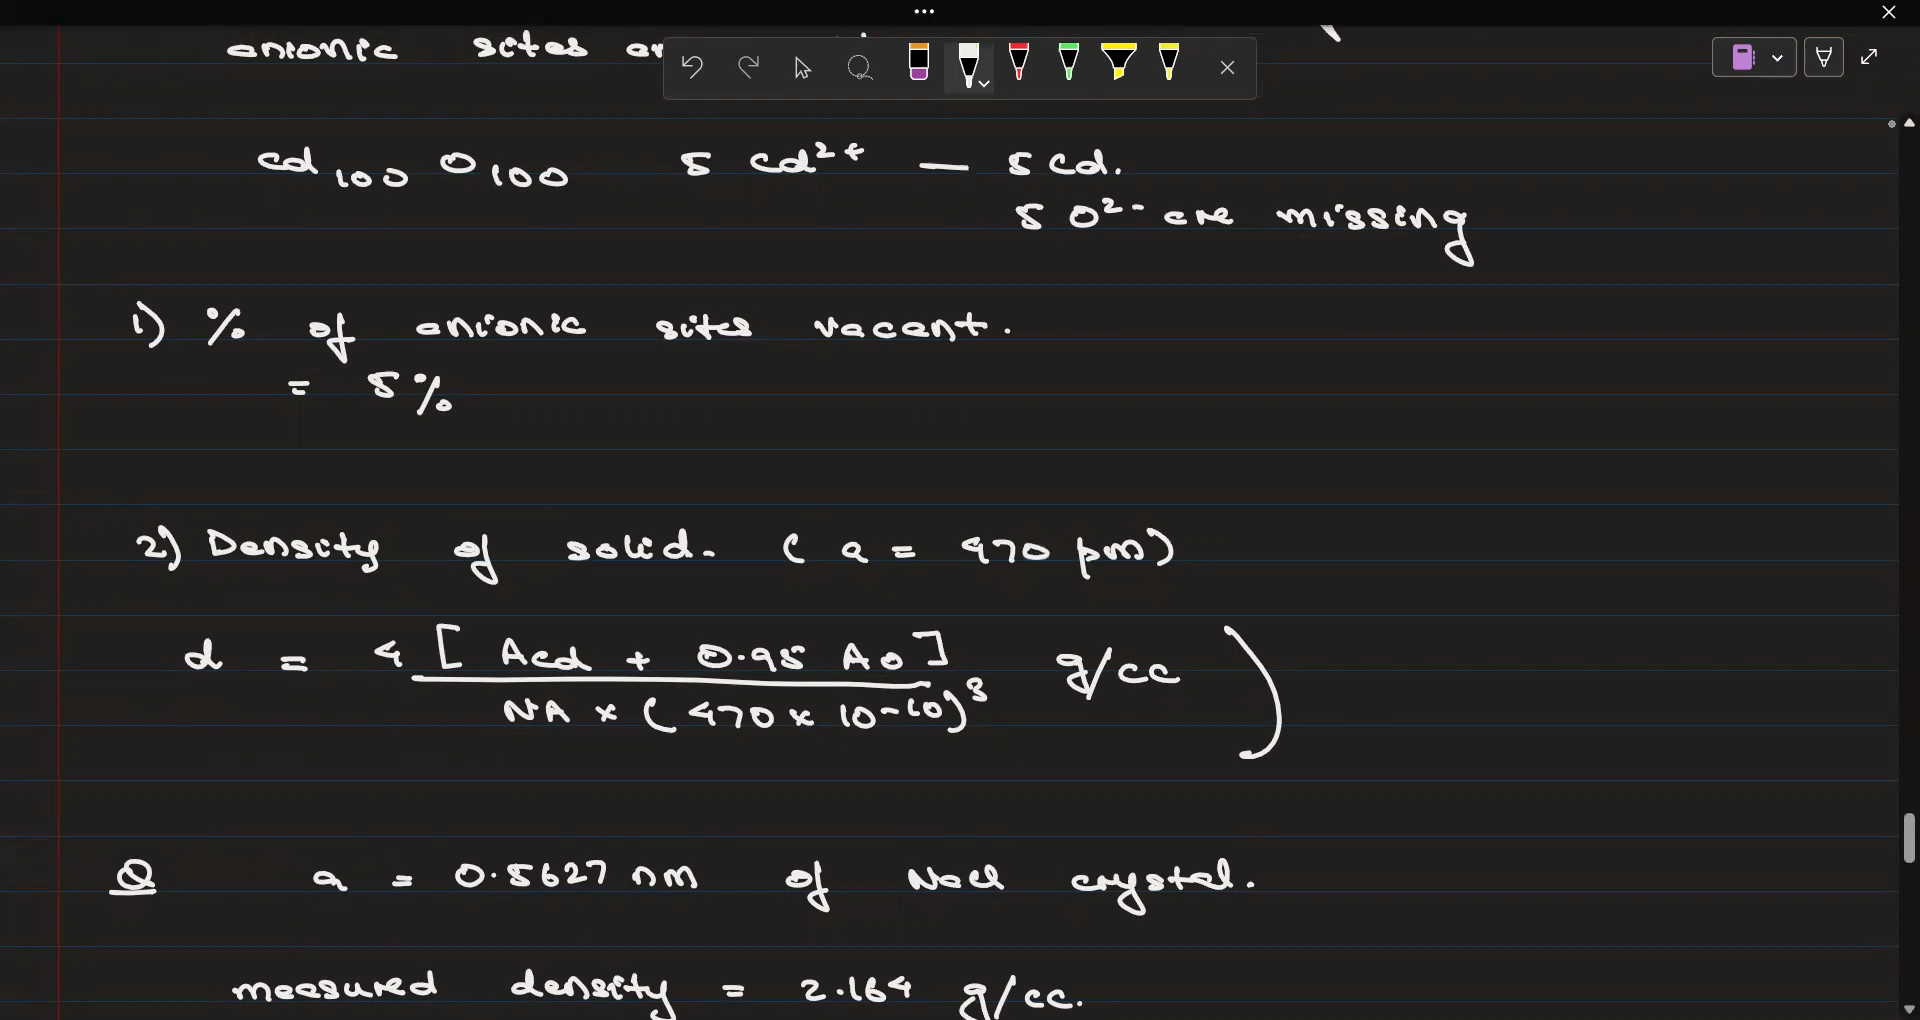 anionic sites
Cd100 O100 5 Cd2+ — 5 Cd.
5 O2- are missing
1) % of anionic sites vacant.
= 5%
2) Density of solid. (a = 470 pm)
d = 4 [ACd + 0.95 AO] g/cc
NA × (470 × 10-10)3
Q a = 0.5627 nm of NaCl crystal.
measured density = 2.164 g/cc.